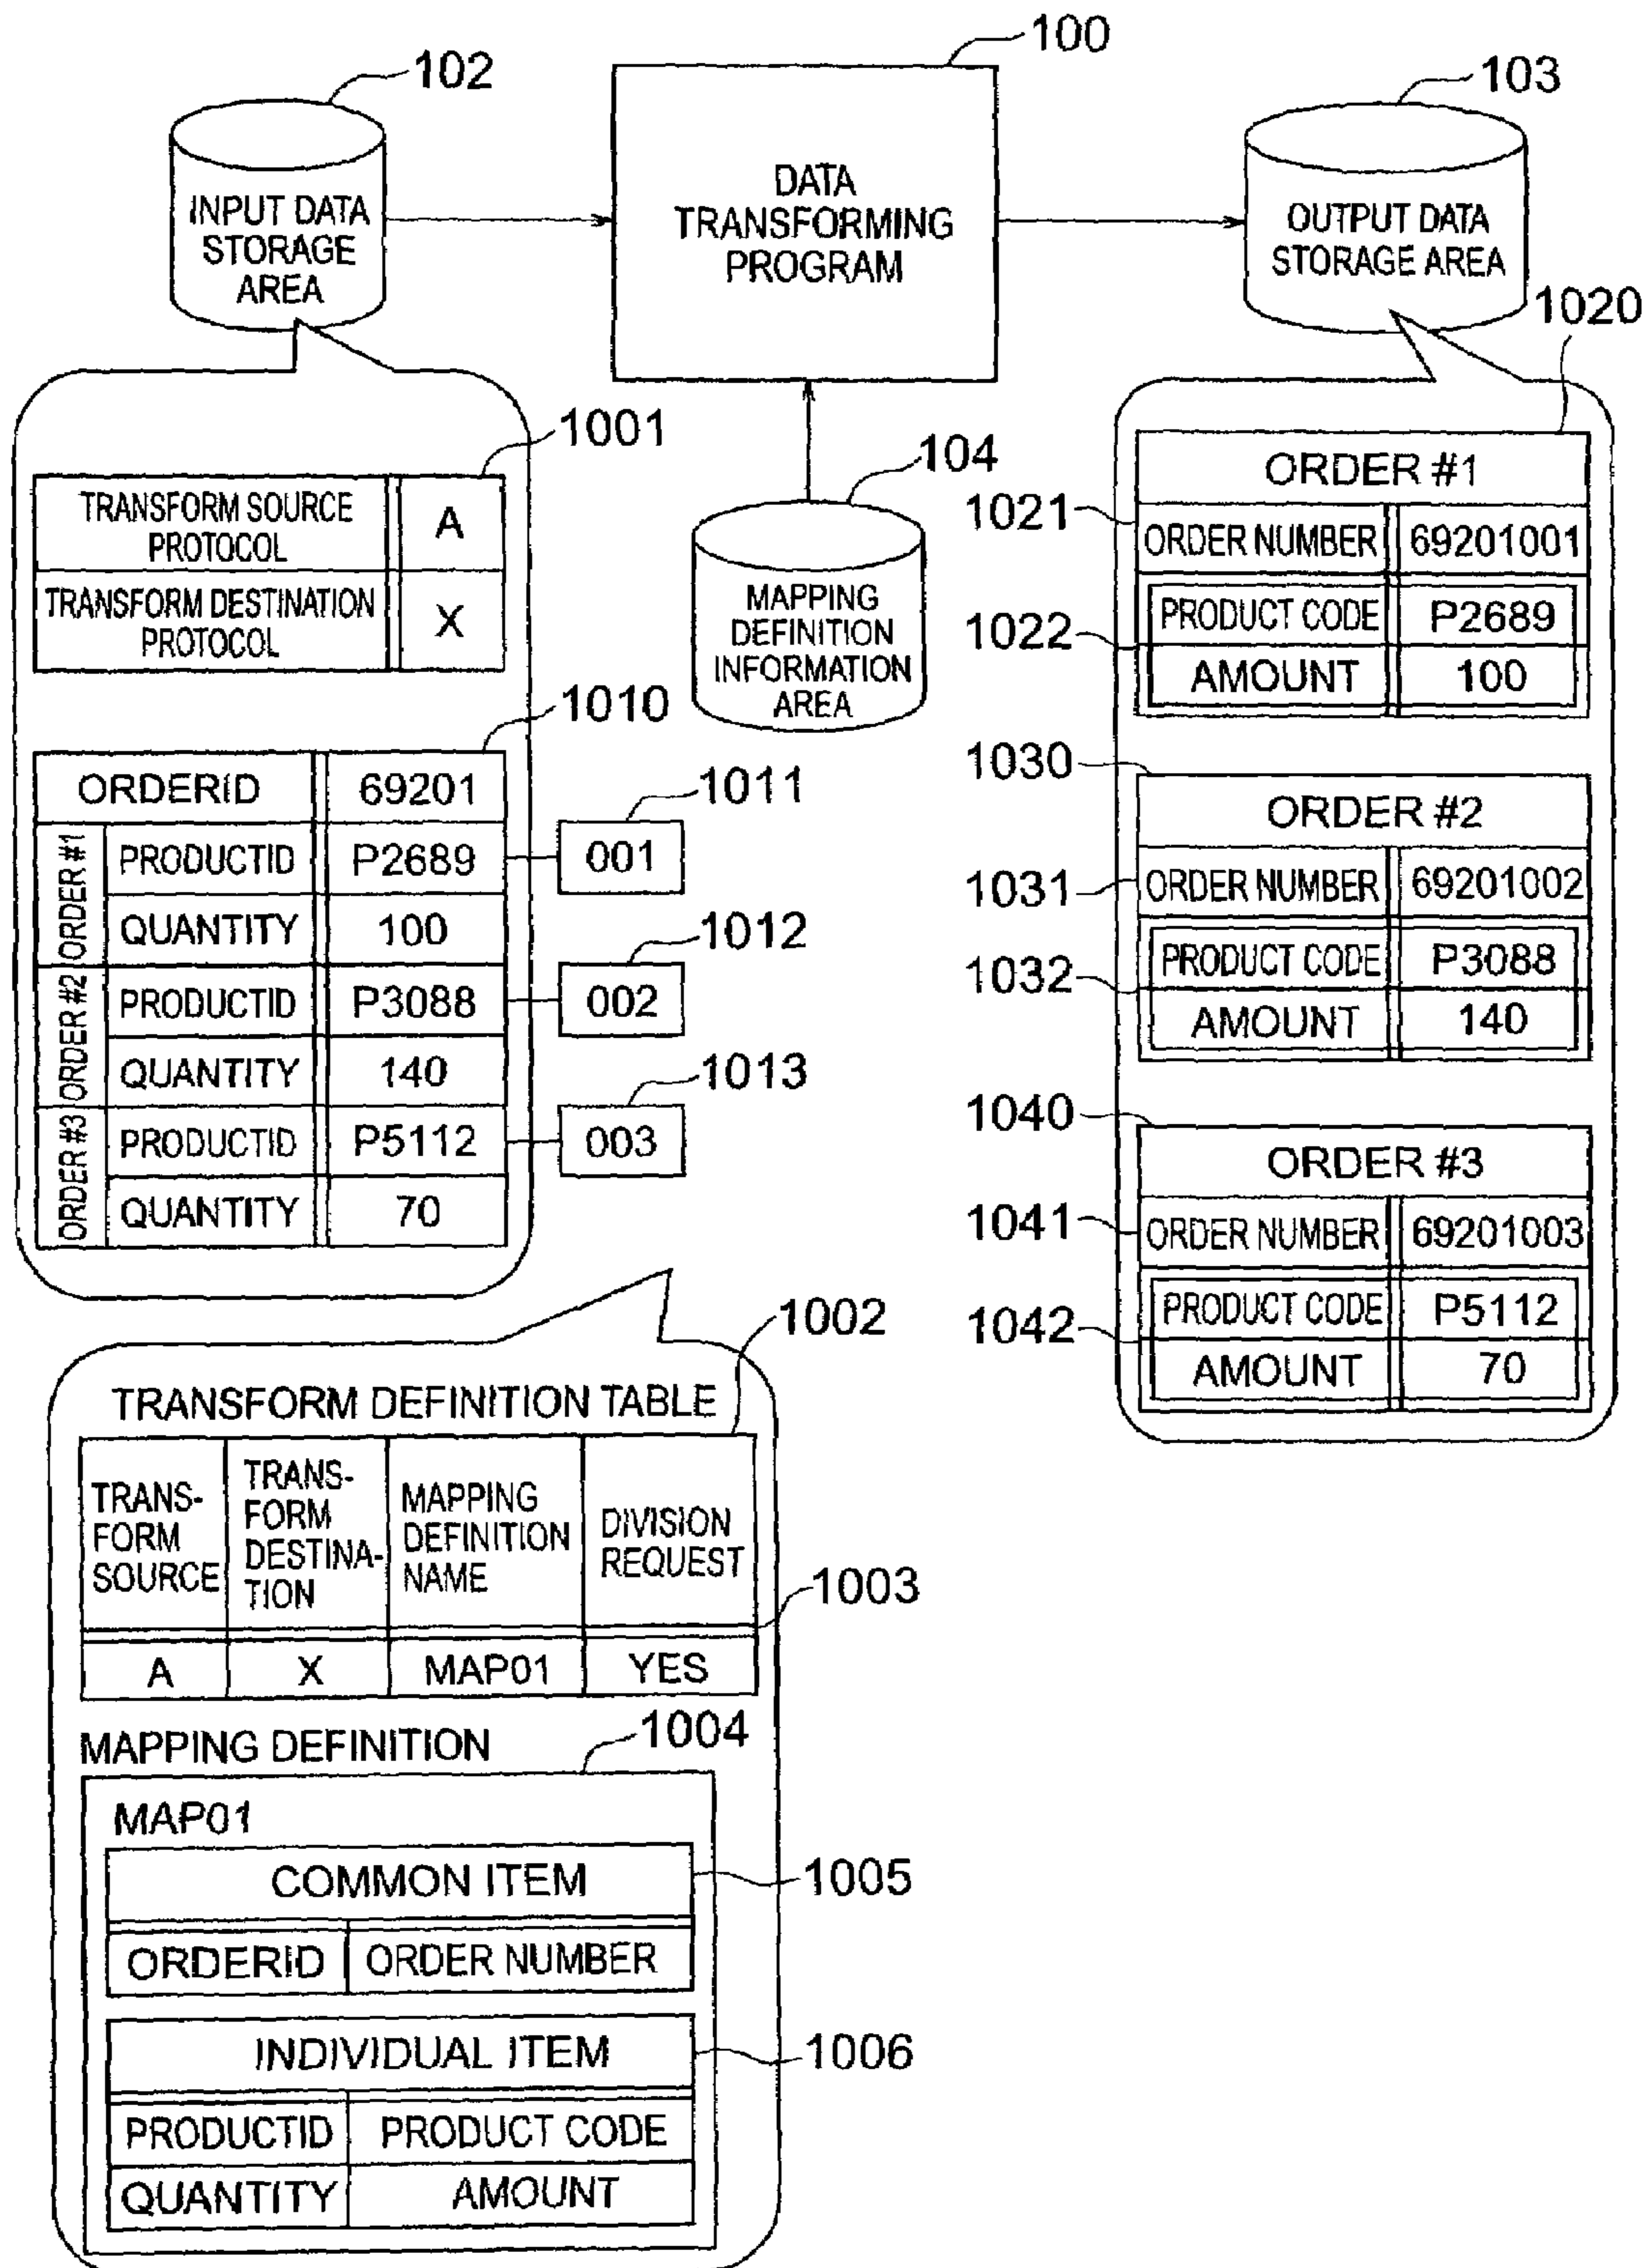 100
102
103
INPUT DATA
STORAGE
AREA
DATA
TRANSFORMING
PROGRAM
OUTPUT DATA
STORAGE AREA
1001
TRANSFORM SOURCE
PROTOCOL
A
TRANSFORM DESTINATION
PROTOCOL
X
104
MAPPING
DEFINITION
INFORMATION
AREA
1010
ORDERID 69201
ORDER #1
PRODUCTID P2689
1011
001
QUANTITY 100
ORDER #2
PRODUCTID P3088
1012
002
QUANTITY 140
ORDER #3
PRODUCTID P5112
1013
003
QUANTITY 70
1020
ORDER #1
1021
ORDER NUMBER 69201001
1022
PRODUCT CODE P2689
AMOUNT 100
1030
ORDER #2
1031
ORDER NUMBER 69201002
1032
PRODUCT CODE P3088
AMOUNT 140
1040
ORDER #3
1041
ORDER NUMBER 69201003
1042
PRODUCT CODE P5112
AMOUNT 70
1002
TRANSFORM DEFINITION TABLE
TRANS-
FORM
SOURCE
TRANS-
FORM
DESTINA-
TION
MAPPING
DEFINITION
NAME
DIVISION
REQUEST
1003
A X MAP01 YES
MAPPING DEFINITION
1004
MAP01
COMMON ITEM
1005
ORDERID ORDER NUMBER
INDIVIDUAL ITEM
1006
PRODUCTID PRODUCT CODE
QUANTITY AMOUNT